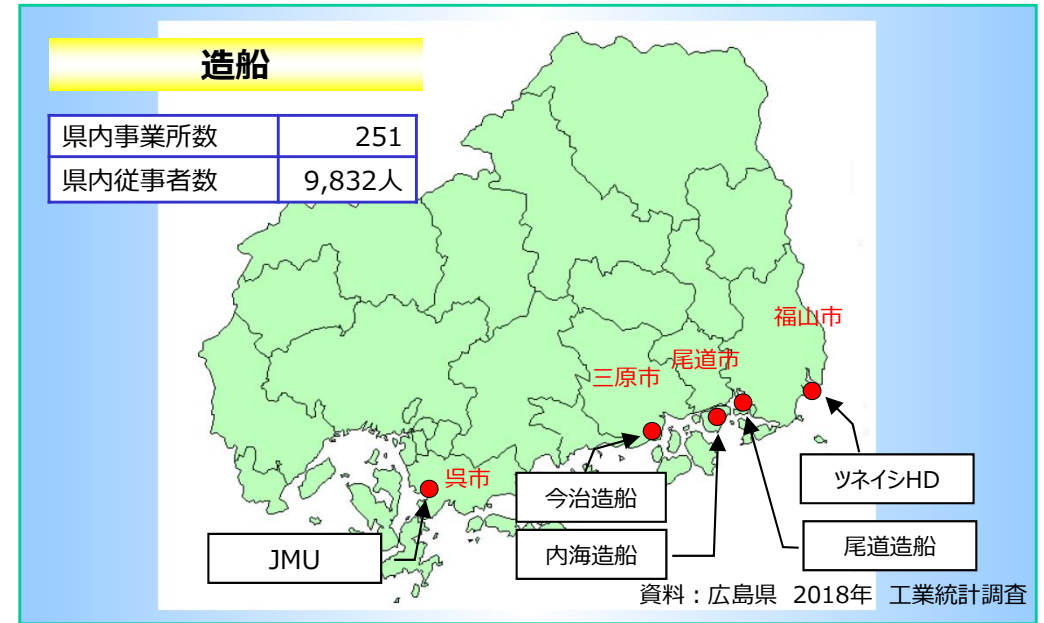 造船
県内事業所数 251
県内従事者数 9,832人
福山市
尾道市
三原市
呉市
ツネイシHD
今治造船
尾道造船
内海造船
JMU
資料：広島県 2018年 工業統計調査